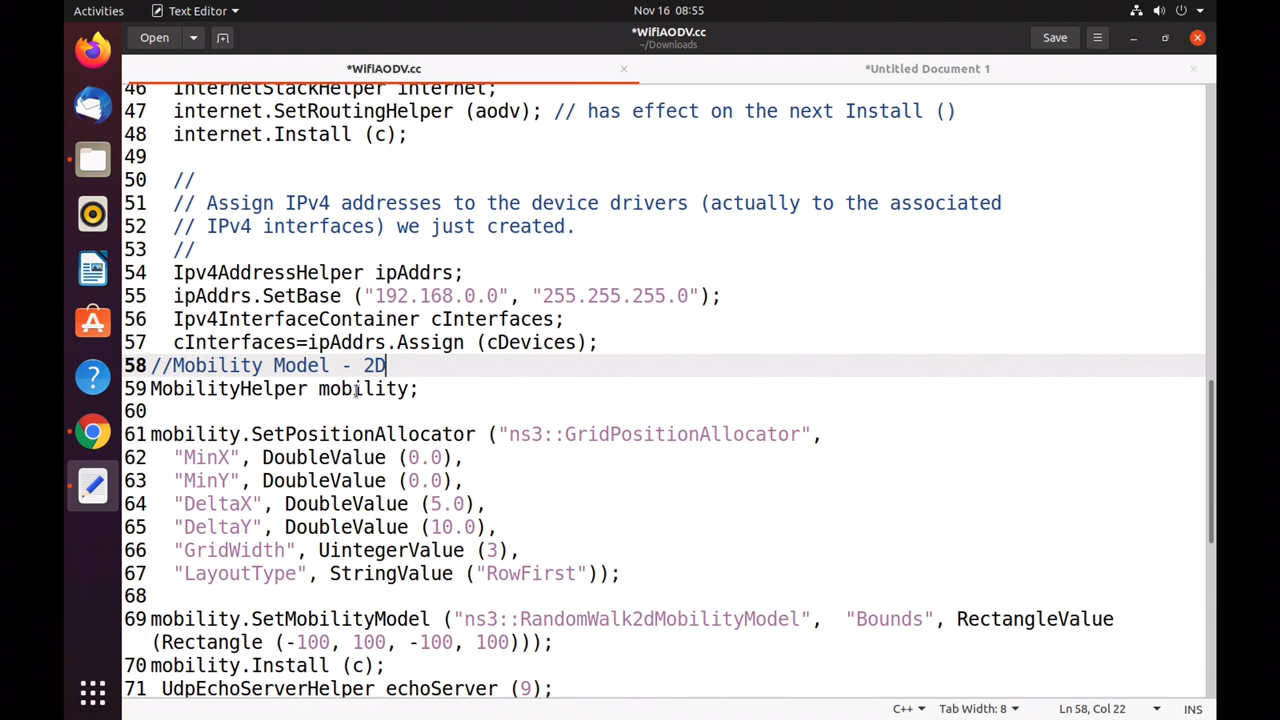 Activities
Text Editor
Nov 16 08:55
Open
*WifiAODV.cc
~/Downloads
Save
*WifiAODV.cc
*Untitled Document 1
46 InternetStackHelper internet;
47 internet.SetRoutingHelper (aodv); // has effect on the next Install ()
48 internet.Install (c);
49
50 //
51 // Assign IPv4 addresses to the device drivers (actually to the associated
52 // IPv4 interfaces) we just created.
53 //
54 Ipv4AddressHelper ipAddrs;
55 ipAddrs.SetBase ("192.168.0.0", "255.255.255.0");
56 Ipv4InterfaceContainer cInterfaces;
57 cInterfaces=ipAddrs.Assign (cDevices);
58 //Mobility Model - 2D
59 MobilityHelper mobility;
60
61 mobility.SetPositionAllocator ("ns3::GridPositionAllocator",
62 "MinX", DoubleValue (0.0),
63 "MinY", DoubleValue (0.0),
64 "DeltaX", DoubleValue (5.0),
65 "DeltaY", DoubleValue (10.0),
66 "GridWidth", UintegerValue (3),
67 "LayoutType", StringValue ("RowFirst"));
68
69 mobility.SetMobilityModel ("ns3::RandomWalk2dMobilityModel", "Bounds", RectangleValue
(Rectangle (-100, 100, -100, 100)));
70 mobility.Install (c);
71 UdpEchoServerHelper echoServer (9);
C++
Tab Width: 8
Ln 58, Col 22
INS